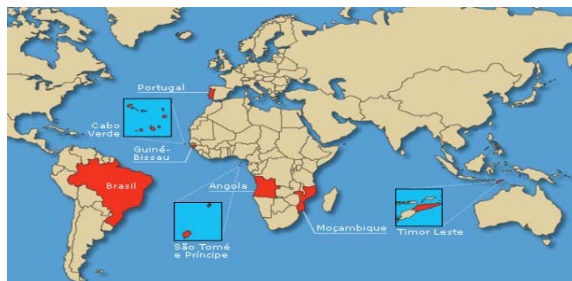 Portugal
Cabo
Verde
Guiné-
Bissau
Brasil
Angola
São Tomé
e Príncipe
Moçambique
Timor Leste